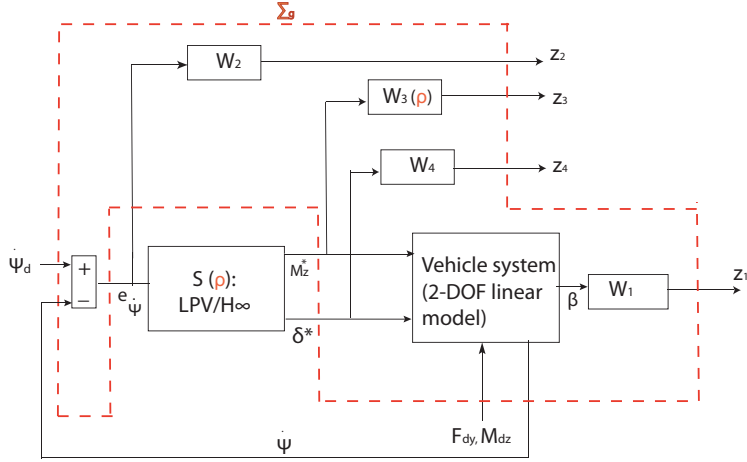 Σg
W2
z2
W3 (ρ)
z3
W4
z4
ψ̇d
+
−
eψ̇
S (ρ):
LPV/H∞
Mz*
δ*
Vehicle system
(2-DOF linear
model)
β
W1
z1
Fdy, Mdz
ψ̇